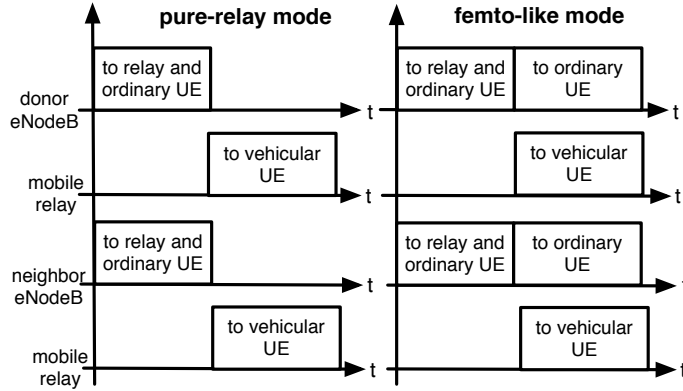 pure-relay mode
femto-like mode
donor
eNodeB
to relay and
ordinary UE
t
to relay and
ordinary UE
to ordinary
UE
t
mobile
relay
to vehicular
UE
t
to vehicular
UE
t
neighbor
eNodeB
to relay and
ordinary UE
t
to relay and
ordinary UE
to ordinary
UE
t
mobile
relay
to vehicular
UE
t
to vehicular
UE
t